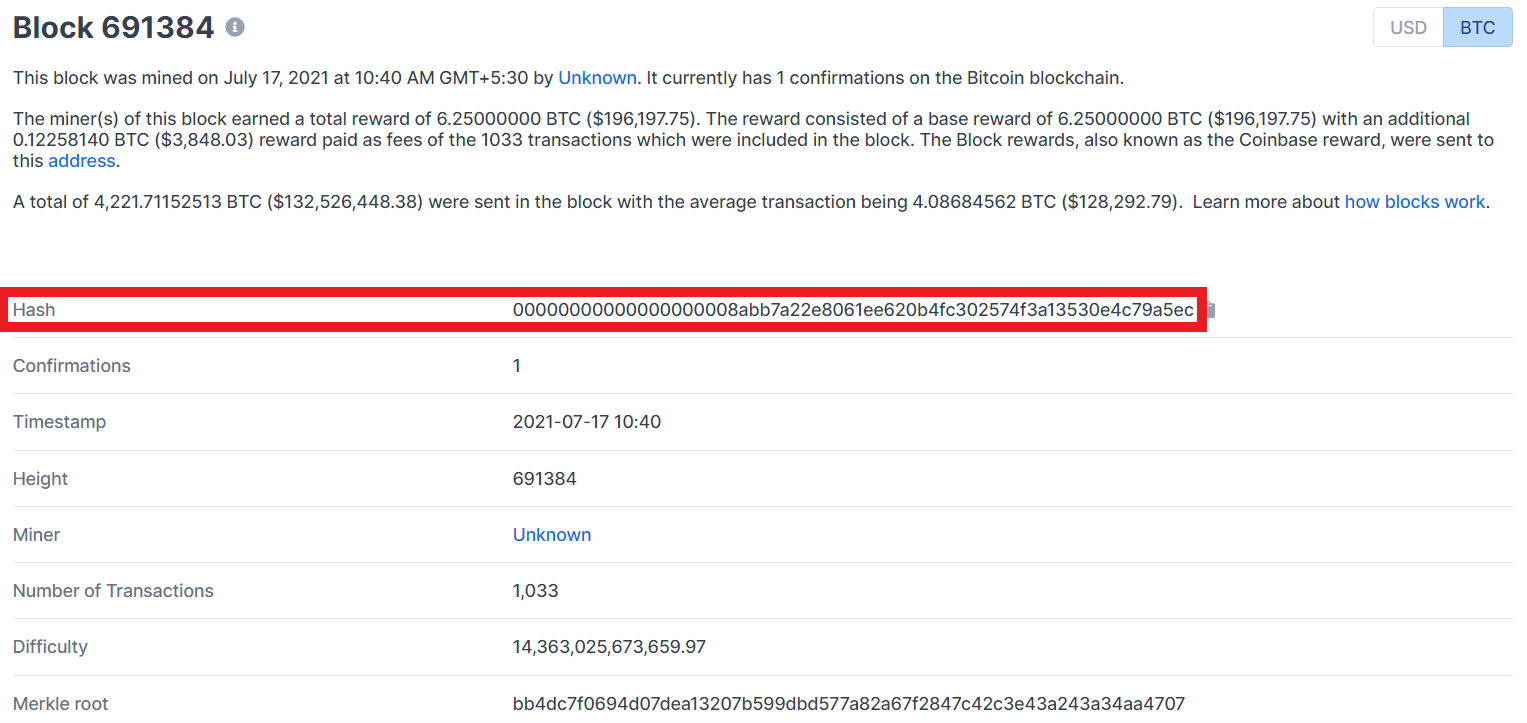 Block 691384
USD BTC
This block was mined on July 17, 2021 at 10:40 AM GMT+5:30 by Unknown. It currently has 1 confirmations on the Bitcoin blockchain.
The miner(s) of this block earned a total reward of 6.25000000 BTC ($196,197.75). The reward consisted of a base reward of 6.25000000 BTC ($196,197.75) with an additional
0.12258140 BTC ($3,848.03) reward paid as fees of the 1033 transactions which were included in the block. The Block rewards, also known as the Coinbase reward, were sent to
this address.
A total of 4,221.71152513 BTC ($132,526,448.38) were sent in the block with the average transaction being 4.08684562 BTC ($128,292.79). Learn more about how blocks work.
Hash 00000000000000000008abb7a22e8061ee620b4fc302574f3a13530e4c79a5ec
Confirmations 1
Timestamp 2021-07-17 10:40
Height 691384
Miner Unknown
Number of Transactions 1,033
Difficulty 14,363,025,673,659.97
Merkle root bb4dc7f0694d07dea13207b599dbd577a82a67f2847c42c3e43a243a34aa4707